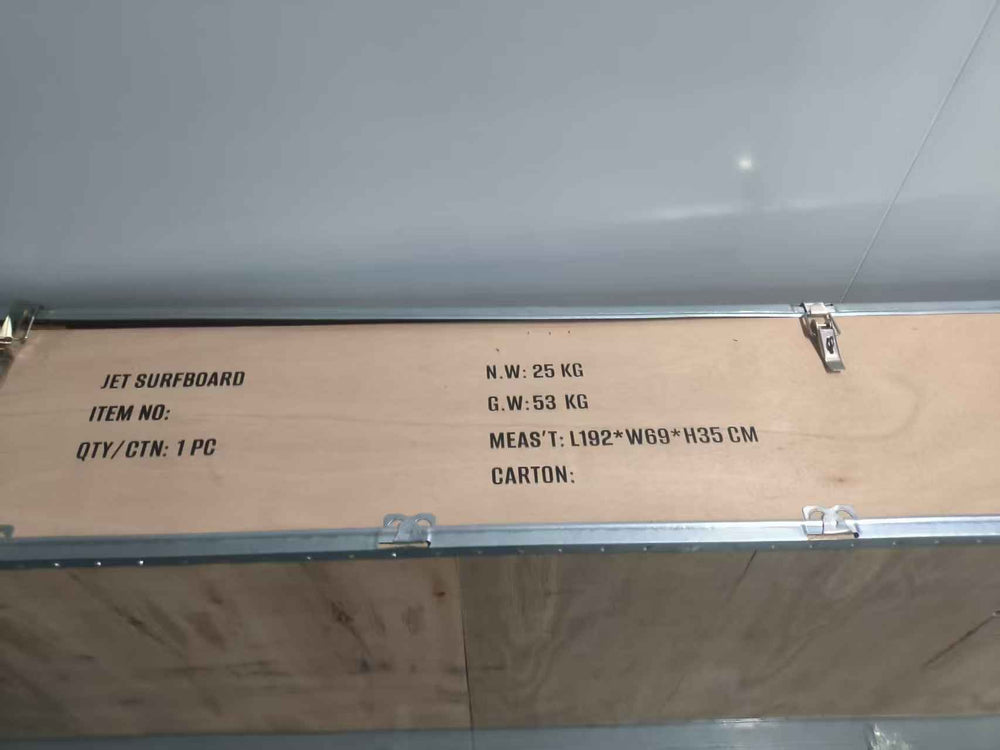 JET SURFBOARD
ITEM NO:
QTY/CTN: 1 PC
N.W: 25 KG
G.W: 53 KG
MEAS'T: L192*W69*H35 CM
CARTON: